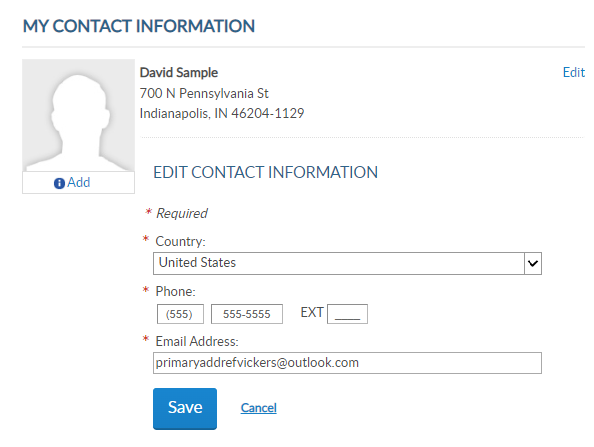 MY CONTACT INFORMATION
David Sample Edit
700 N Pennsylvania St
Indianapolis, IN 46204-1129
Add
EDIT CONTACT INFORMATION
* Required
* Country:
United States
* Phone:
(555) 555-5555 EXT _____
* Email Address:
primaryaddrefvickers@outlook.com
Save Cancel